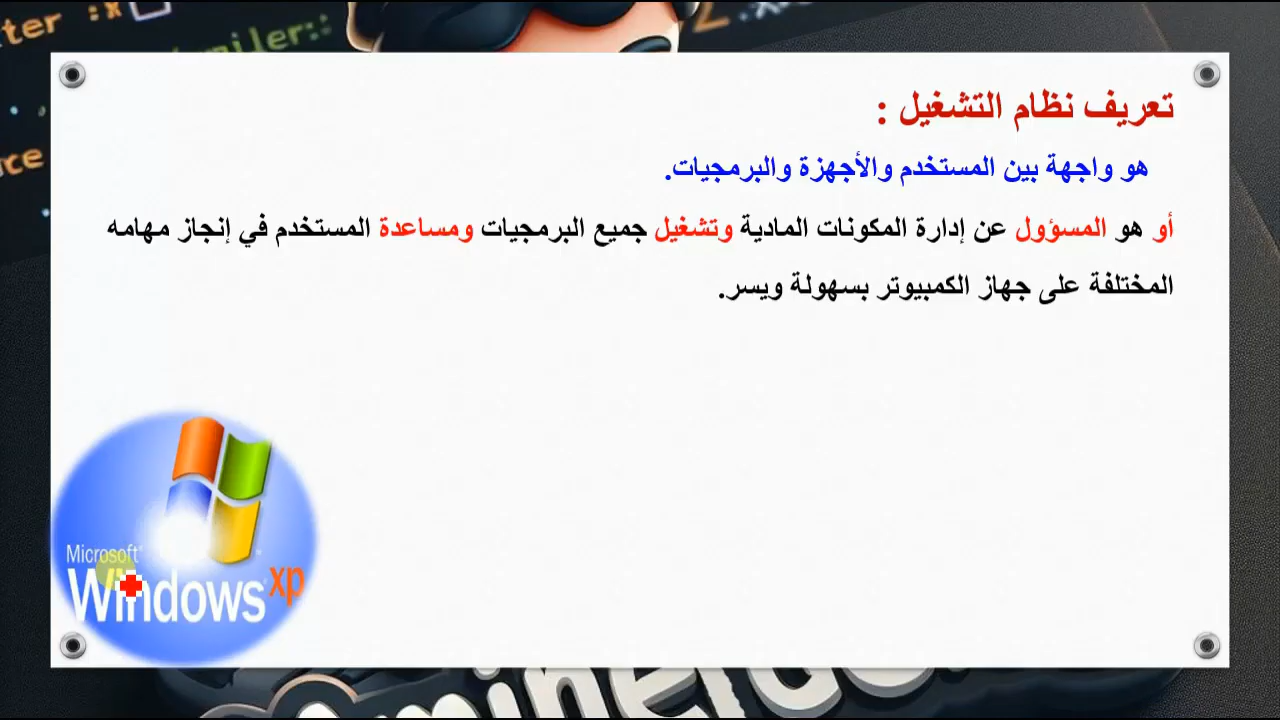 تعريف نظام التشغيل :
هو واجهة بين المستخدم والأجهزة والبرمجيات.
أو هو المسؤول عن إدارة المكونات المادية وتشغيل جميع البرمجيات ومساعدة المستخدم في إنجاز مهامه
المختلفة على جهاز الكمبيوتر بسهولة ويسر.
Microsoft
Windows xp